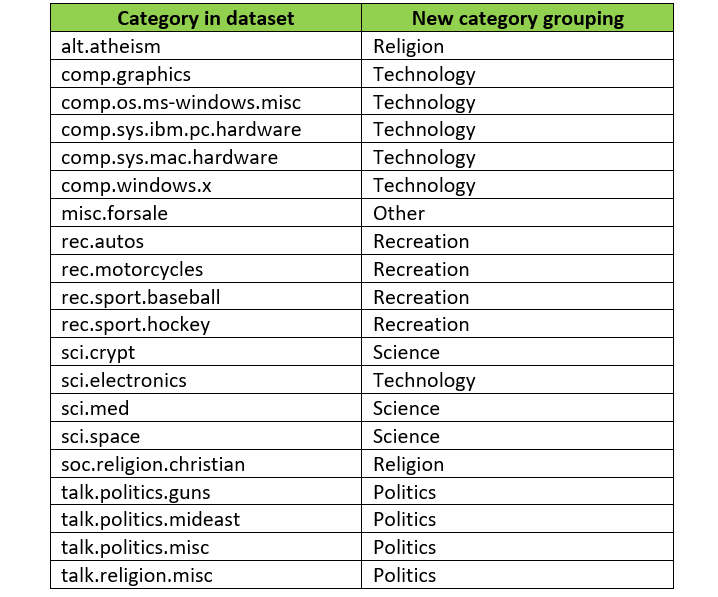 Category in dataset New category grouping
alt.atheism Religion
comp.graphics Technology
comp.os.ms-windows.misc Technology
comp.sys.ibm.pc.hardware Technology
comp.sys.mac.hardware Technology
comp.windows.x Technology
misc.forsale Other
rec.autos Recreation
rec.motorcycles Recreation
rec.sport.baseball Recreation
rec.sport.hockey Recreation
sci.crypt Science
sci.electronics Technology
sci.med Science
sci.space Science
soc.religion.christian Religion
talk.politics.guns Politics
talk.politics.mideast Politics
talk.politics.misc Politics
talk.religion.misc Politics